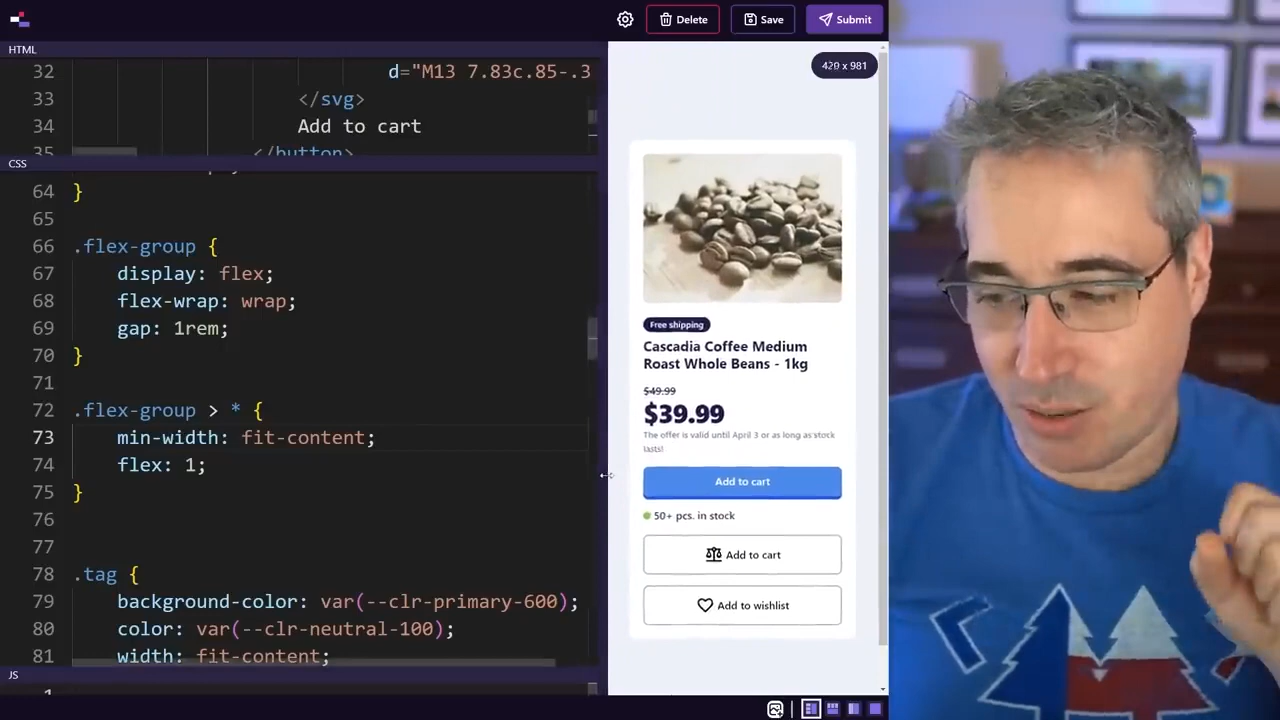 Delete
Save
Submit
HTML
32 d="M13 7.83c.85-.3
33 </svg>
34 Add to cart
35 </button>
CSS
64 }
65
66 .flex-group {
67 display: flex;
68 flex-wrap: wrap;
69 gap: 1rem;
70 }
71
72 .flex-group > * {
73 min-width: fit-content;
74 flex: 1;
75 }
76
77
78 .tag {
79 background-color: var(--clr-primary-600);
80 color: var(--clr-neutral-100);
81 width: fit-content;
JS
1
420 x 981
Free shipping
Cascadia Coffee Medium
Roast Whole Beans - 1kg
$49.99
$39.99
The offer is valid until April 3 or as long as stock
lasts!
Add to cart
50+ pcs. in stock
Add to cart
Add to wishlist